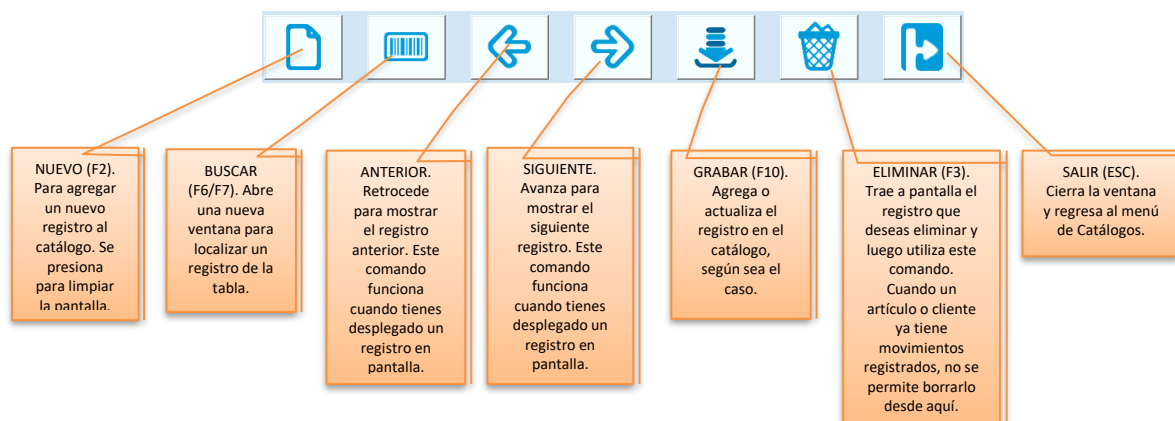 NUEVO (F2).
Para agregar
un nuevo
registro al
catálogo. Se
presiona
para limpiar
la pantalla.
BUSCAR
(F6/F7). Abre
una nueva
ventana para
localizar un
registro de la
tabla.
ANTERIOR.
Retrocede
para mostrar
el registro
anterior. Este
comando
funciona
cuando tienes
desplegado un
registro en
pantalla.
SIGUIENTE.
Avanza para
mostrar el
siguiente
registro. Este
comando
funciona
cuando tienes
desplegado un
registro en
pantalla.
GRABAR (F10).
Agrega o
actualiza el
registro en el
catálogo,
según sea el
caso.
ELIMINAR (F3).
Trae a pantalla el
registro que
deseas eliminar y
luego utiliza este
comando.
Cuando un
artículo o cliente
ya tiene
movimientos
registrados, no se
permite borrarlo
desde aquí.
SALIR (ESC).
Cierra la ventana
y regresa al menú
de Catálogos.